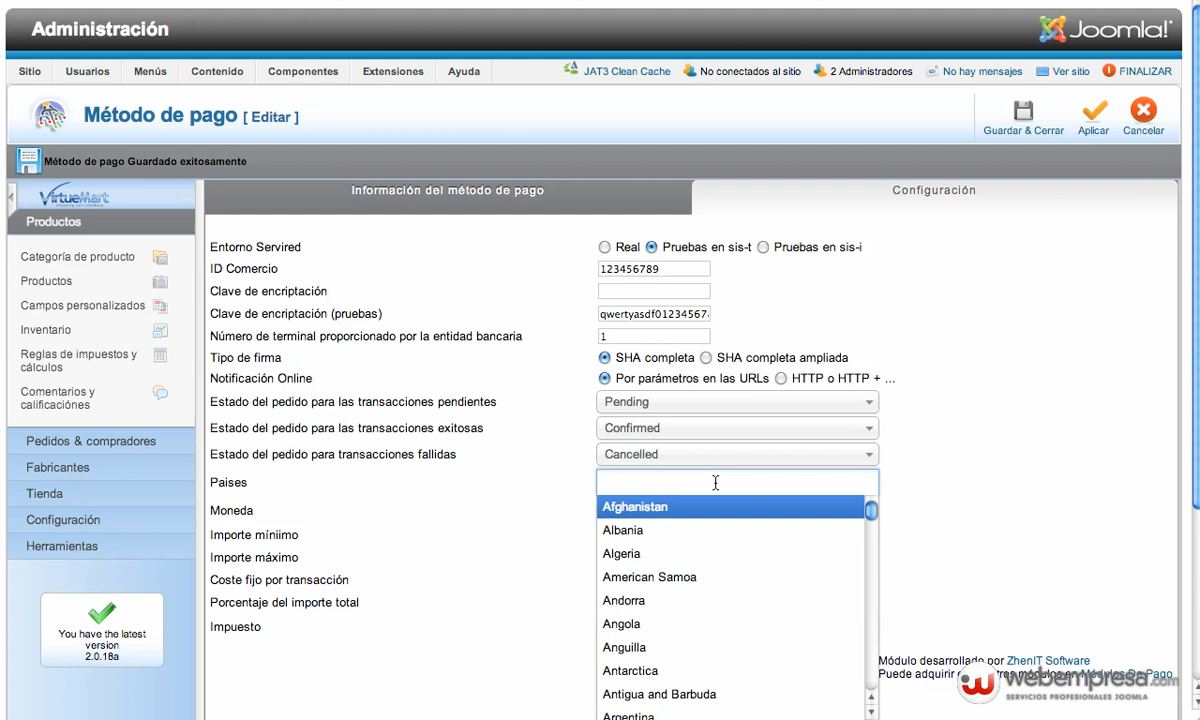 Administración
Joomla!
Sitio Usuarios Menús Contenido Componentes Extensiones Ayuda JAT3 Clean Cache No conectados al sitio 2 Administradores No hay mensajes Ver sitio FINALIZAR
Método de pago [ Editar ]
Guardar & Cerrar Aplicar Cancelar
Método de pago Guardado exitosamente
VirtueMart
Información del método de pago Configuración
Productos
Categoría de producto
Productos
Campos personalizados
Inventario
Reglas de impuestos y
cálculos
Comentarios y
calificaciónes
Pedidos & compradores
Fabricantes
Tienda
Configuración
Herramientas
You have the latest
version
2.0.18a
Entorno Servired Real Pruebas en sis-t Pruebas en sis-i
ID Comercio 123456789
Clave de encriptación
Clave de encriptación (pruebas) qwertyasdf01234567
Número de terminal proporcionado por la entidad bancaria 1
Tipo de firma SHA completa SHA completa ampliada
Notificación Online Por parámetros en las URLs HTTP o HTTP + ...
Estado del pedido para las transacciones pendientes Pending
Estado del pedido para las transacciones exitosas Confirmed
Estado del pedido para transacciones fallidas Cancelled
Paises
Moneda
Importe míniimo
Importe máximo
Coste fijo por transacción
Porcentaje del importe total
Impuesto
Afghanistan
Albania
Algeria
American Samoa
Andorra
Angola
Anguilla
Antarctica
Antigua and Barbuda
Argentina
Módulo desarrollado por ZhenIT Software
Puede adquirir otros módulos en Módulos De Pago
webempresa.com
SERVICIOS PROFESIONALES JOOMLA